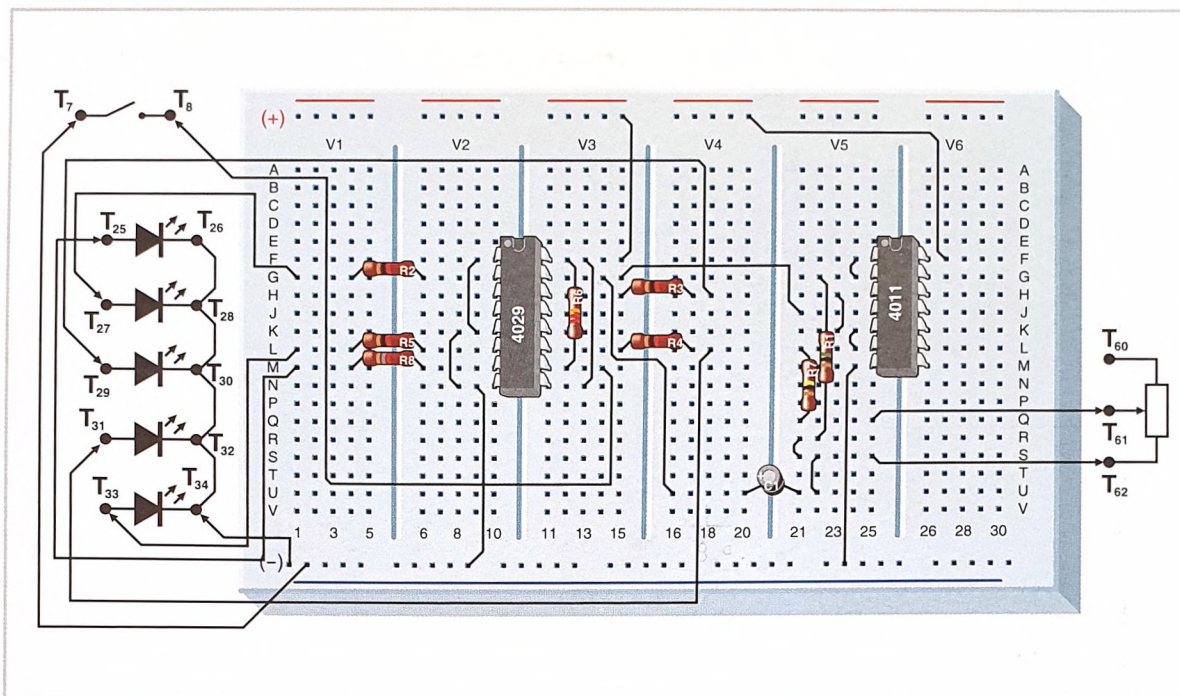 T7 T8
(+)
V1 V2 V3 V4 V5 V6
A A
B B
C C
D D
T25 T26
E E
F F
R2
G G
R3
H H
T27 T28
J J
4029
4011
K K
R5 R4 R1
L L
T60
R6
M M
T29 T30
N N
P P
Q Q
T31 T32
R R
T61
S S
T T
C1
T33 T34
T62
U U
V V
1 3 5 6 8 10 11 13 15 16 18 20 21 23 25 26 28 30
(−)